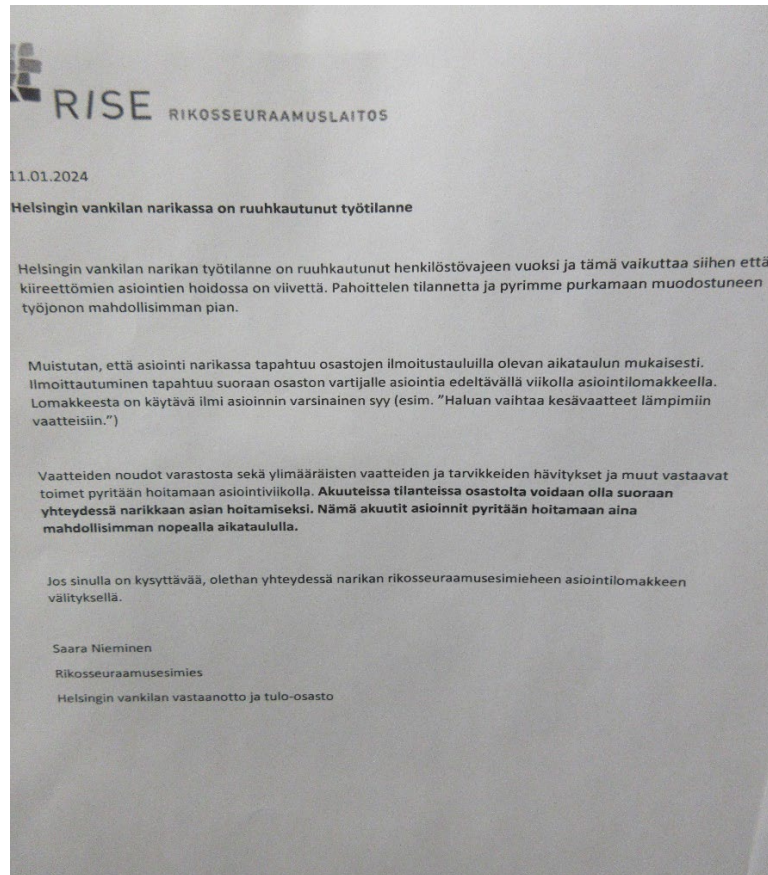 RISE RIKOSSEURAAMUSLAITOS
11.01.2024
Helsingin vankilan narikassa on ruuhkautunut työtilanne
Helsingin vankilan narikan työtilanne on ruuhkautunut henkilöstövajeen vuoksi ja tämä vaikuttaa siihen että
kiireettömien asiointien hoidossa on viivettä. Pahoittelen tilannetta ja pyrimme purkamaan muodostuneen
työjonon mahdollisimman pian.
Muistutan, että asiointi narikassa tapahtuu osastojen ilmoitustauluilla olevan aikataulun mukaisesti.
Ilmoittautuminen tapahtuu suoraan osaston vartijalle asiointia edeltävällä viikolla asiointilomakkeella.
Lomakkeesta on käytävä ilmi asioinnin varsinainen syy (esim. ”Haluan vaihtaa kesävaatteet lämpimiin
vaatteisiin.”)
Vaatteiden noudot varastosta sekä ylimääräisten vaatteiden ja tarvikkeiden hävitykset ja muut vastaavat
toimet pyritään hoitamaan asiointiviikolla. Akuuteissa tilanteissa osastolta voidaan olla suoraan
yhteydessä narikkaan asian hoitamiseksi. Nämä akuutit asioinnit pyritään hoitamaan aina
mahdollisimman nopealla aikataululla.
Jos sinulla on kysyttävää, olethan yhteydessä narikan rikosseuraamusesimieheen asiointilomakkeen
välityksellä.
Saara Nieminen
Rikosseuraamusesimies
Helsingin vankilan vastaanotto ja tulo-osasto